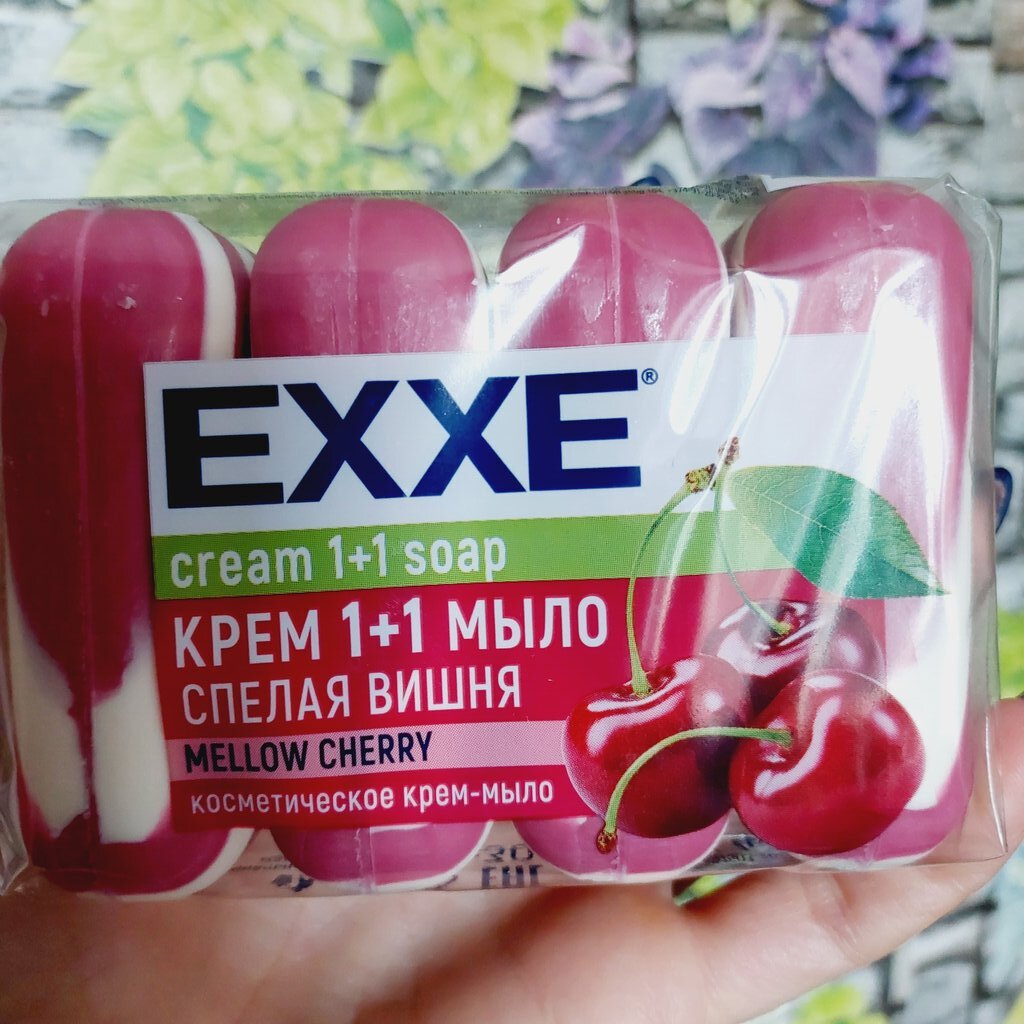 EXXE®
cream 1+1 soap
КРЕМ 1+1 МЫЛО
СПЕЛАЯ ВИШНЯ
MELLOW CHERRY
косметическое крем-мыло